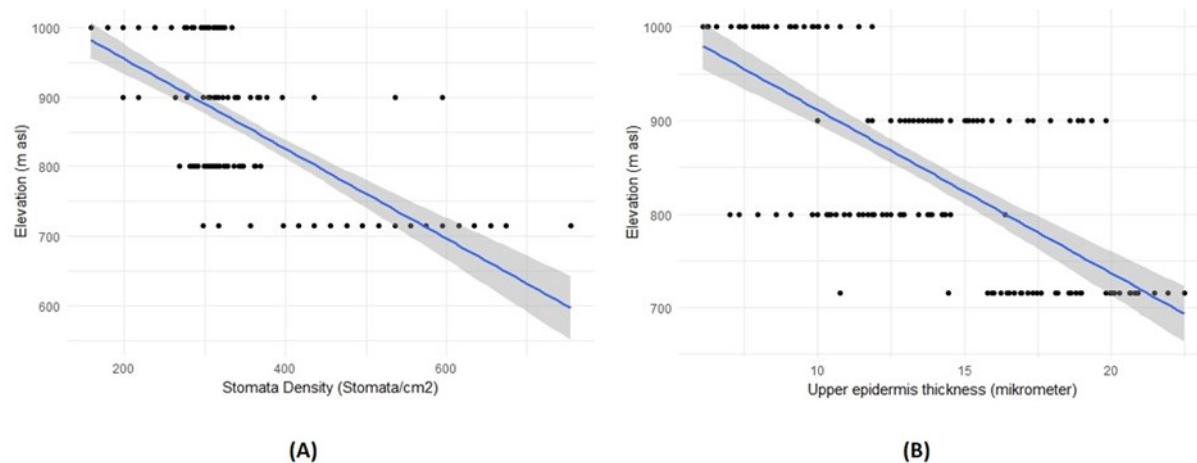 1000
900
800
700
600
Elevation (m asl)
200
400
600
Stomata Density (Stomata/cm2)
(A)
1000
900
800
700
Elevation (m asl)
10
15
20
Upper epidermis thickness (mikrometer)
(B)